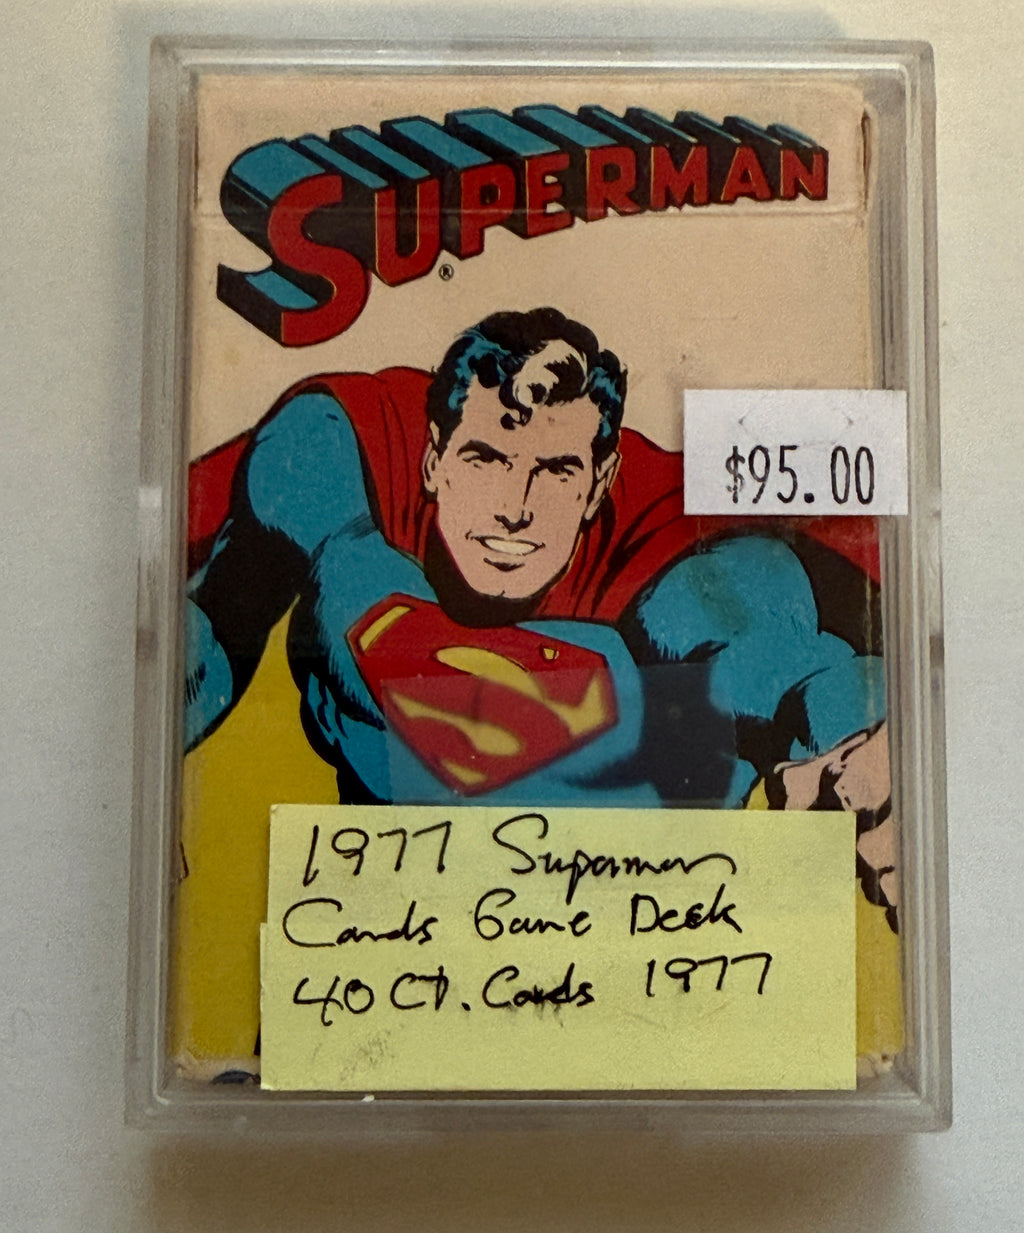 SUPERMAN
®
$95.00
1977 Superman
Cards Game Deck
40 Ct. Cards 1977